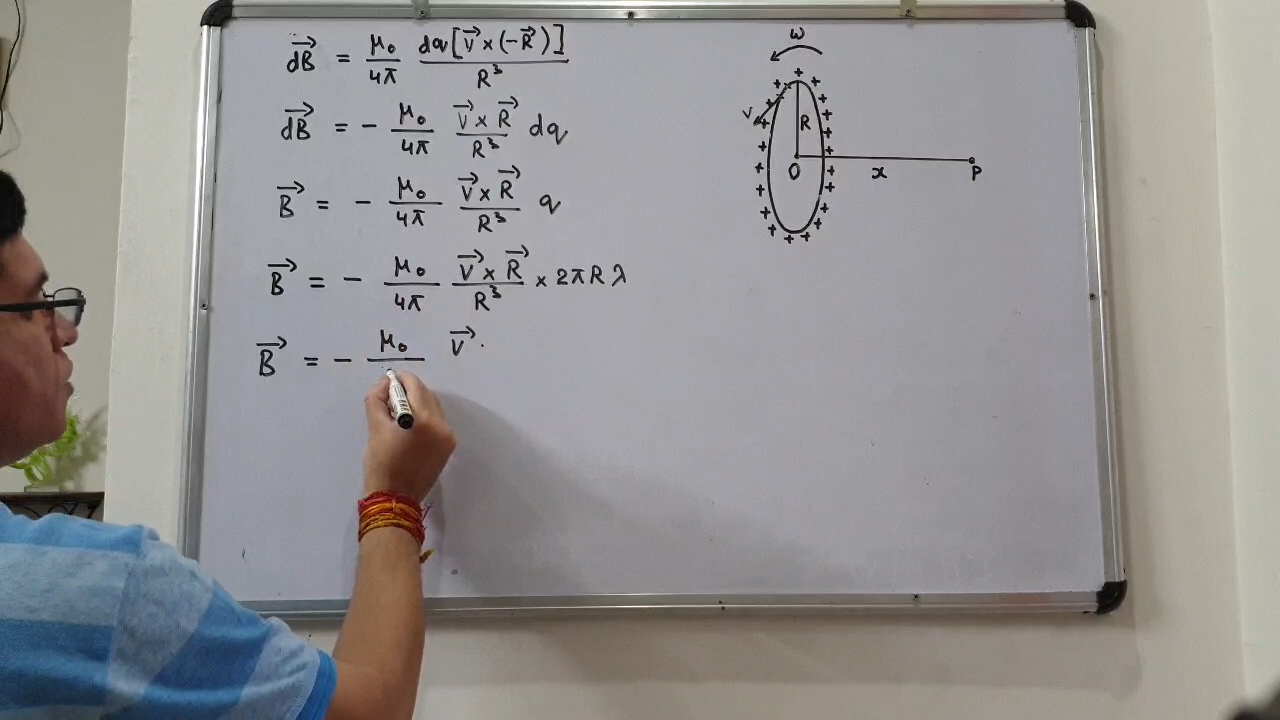 →dB = μ₀/4π dq[→v×(-→R)]/R³
→dB = - μ₀/4π →v×→R/R³ dq
→B = - μ₀/4π →v×→R/R³ q
→B = - μ₀/4π →v×→R/R³ × 2πRλ
→B = - μ₀/ →v.
ω
v
R
O x P